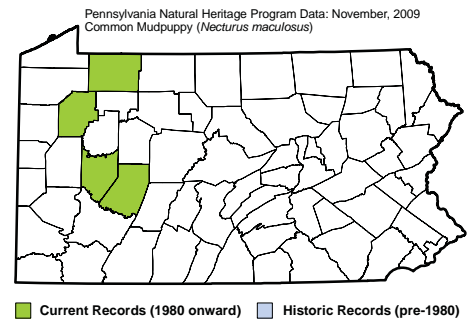 Pennsylvania Natural Heritage Program Data: November, 2009
Common Mudpuppy (Necturus maculosus)
Current Records (1980 onward) Historic Records (pre-1980)